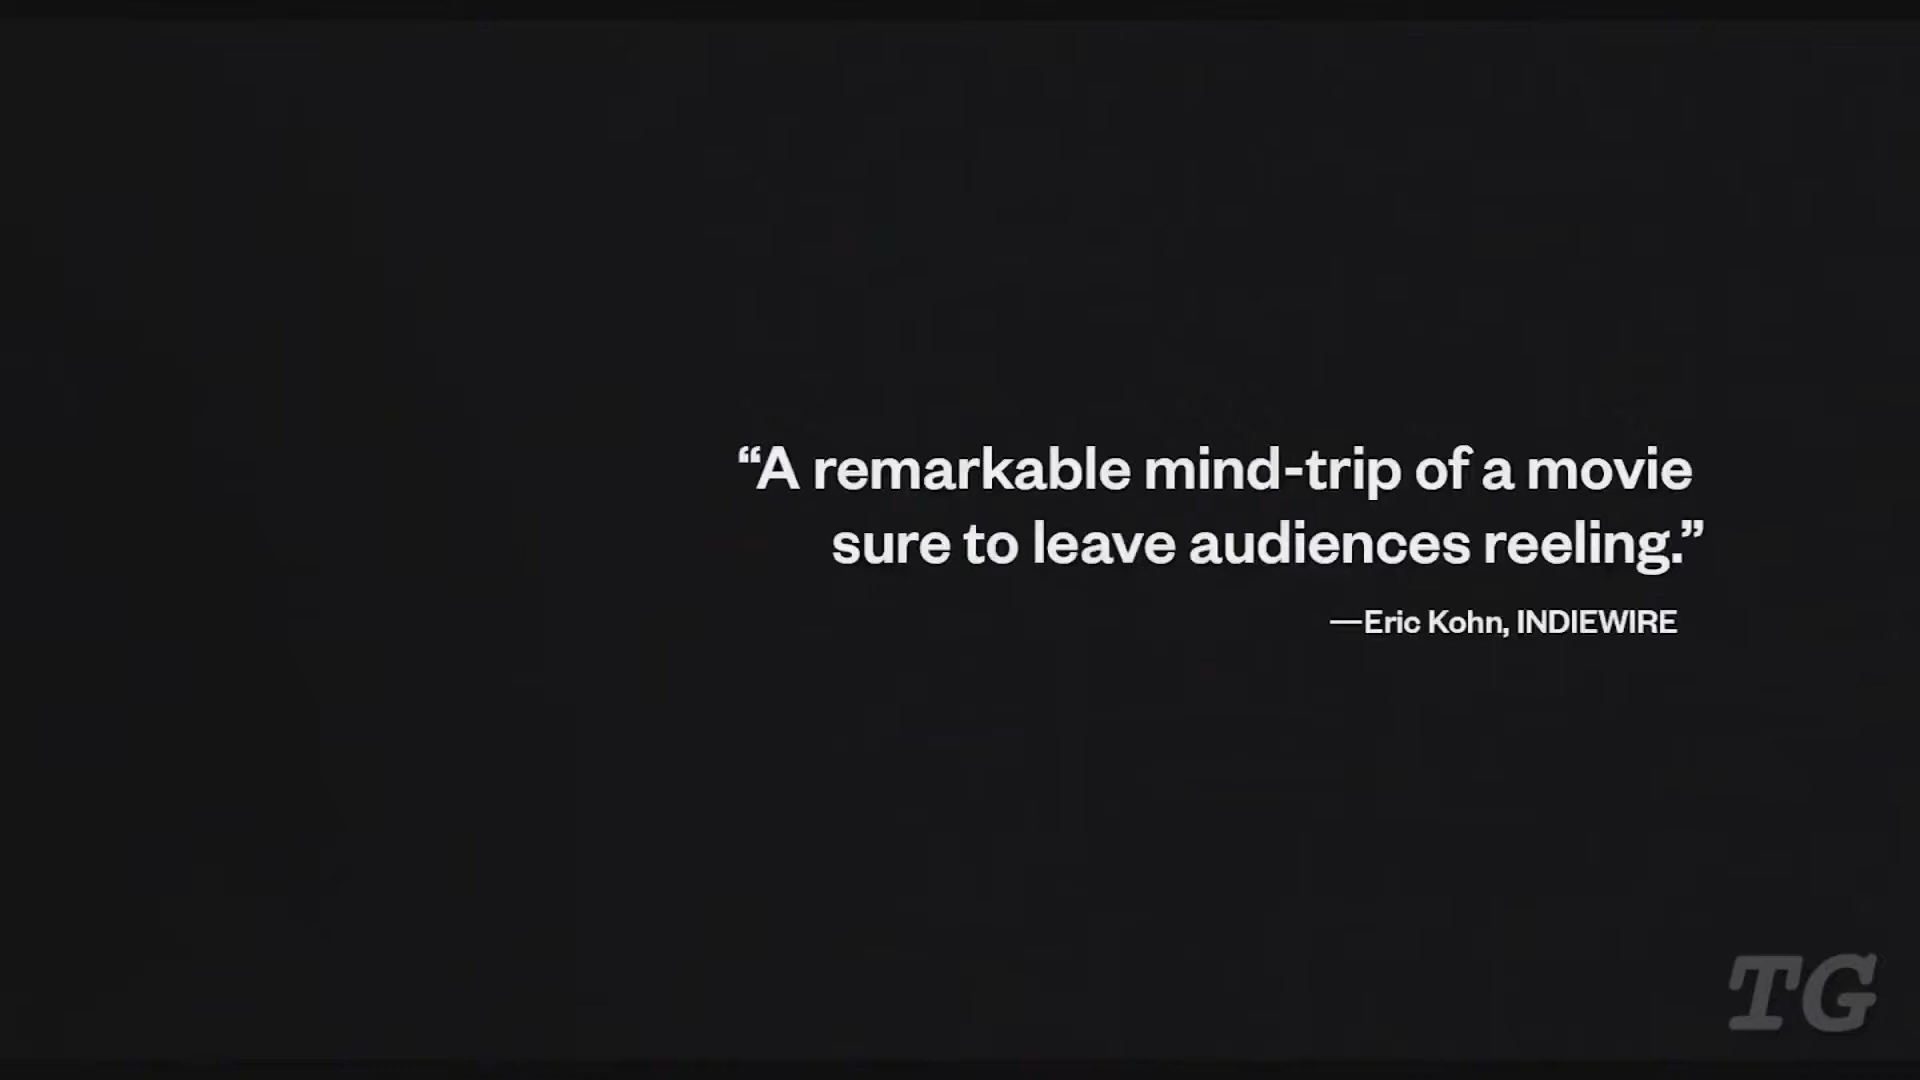 “A remarkable mind-trip of a movie
sure to leave audiences reeling.”
—Eric Kohn, INDIEWIRE
TG